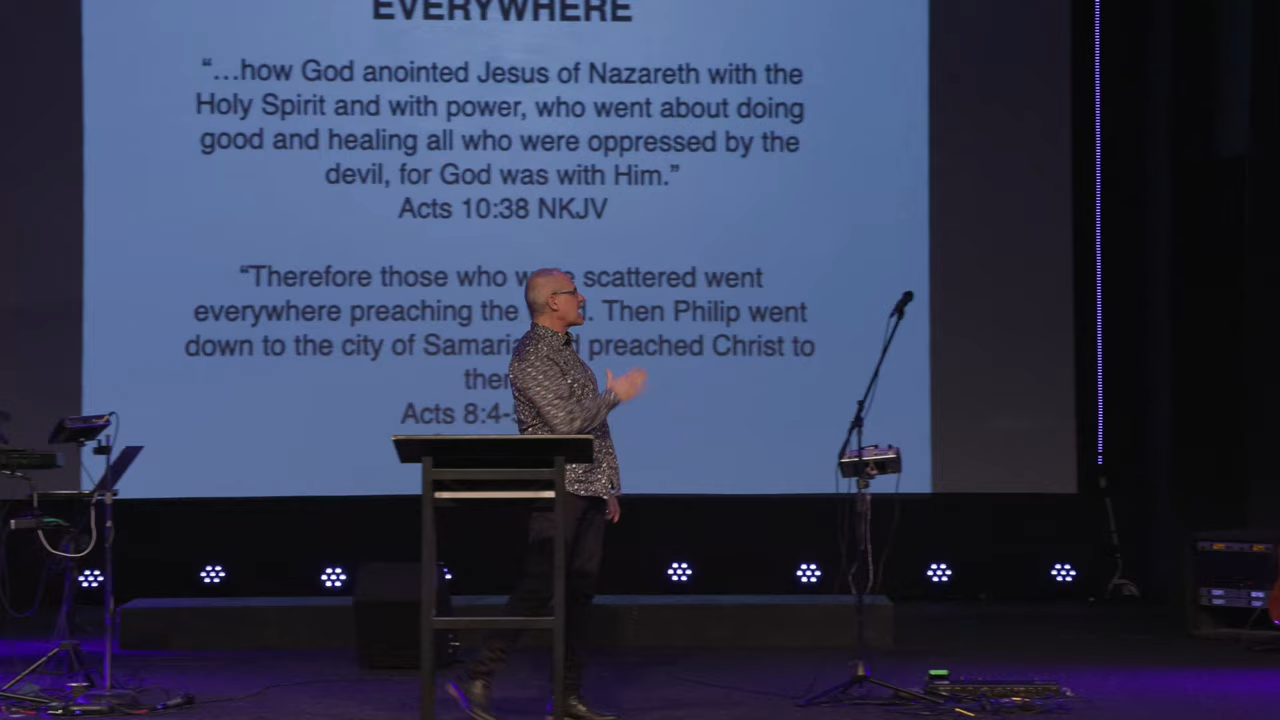 EVERYWHERE
“...how God anointed Jesus of Nazareth with the
Holy Spirit and with power, who went about doing
good and healing all who were oppressed by the
devil, for God was with Him.”
Acts 10:38 NKJV
“Therefore those who scattered went
everywhere preaching the . Then Philip went
down to the city of Samaria preached Christ to
Acts 8:4-